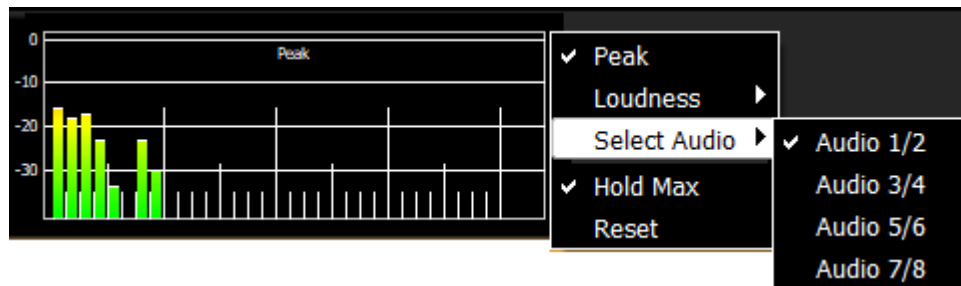 0
Peak
-10
-20
-30
✓ Peak
Loudness
Select Audio
✓ Hold Max
Reset
✓ Audio 1/2
Audio 3/4
Audio 5/6
Audio 7/8